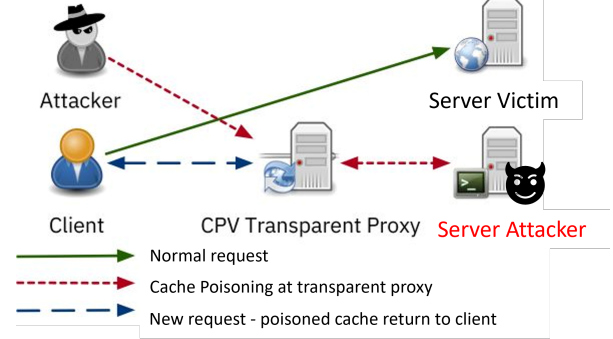 Attacker
Server Victim
Client
CPV Transparent Proxy
Server Attacker
Normal request
Cache Poisoning at transparent proxy
New request - poisoned cache return to client